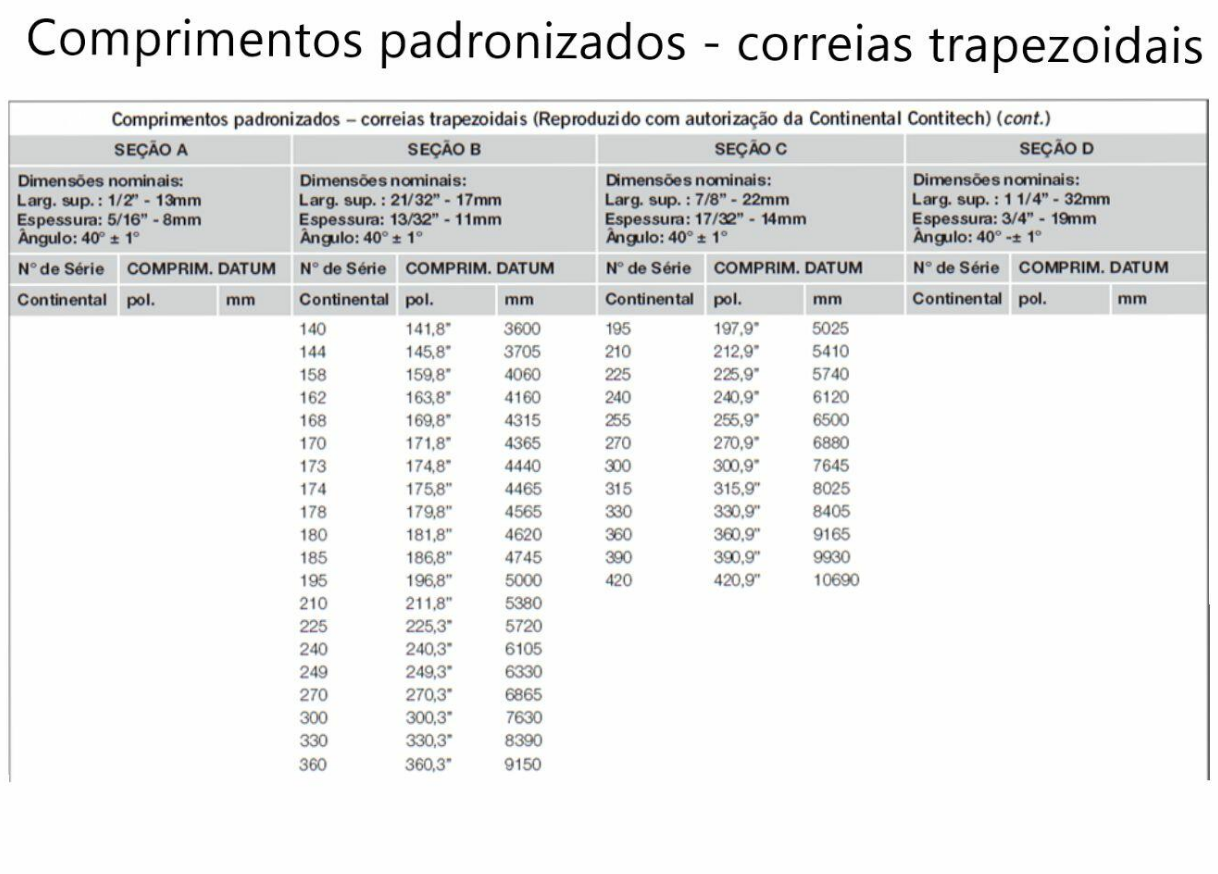 Comprimentos padronizados - correias trapezoidais
Comprimentos padronizados – correias trapezoidais (Reproduzido com autorização da Continental Contitech) (cont.)
SEÇÃO A SEÇÃO B SEÇÃO C SEÇÃO D
Dimensões nominais: Dimensões nominais: Dimensões nominais: Dimensões nominais:
Larg. sup. : 1/2” - 13mm Larg. sup. : 21/32” - 17mm Larg. sup. : 7/8” - 22mm Larg. sup. : 1 1/4” - 32mm
Espessura: 5/16” - 8mm Espessura: 13/32” - 11mm Espessura: 17/32” - 14mm Espessura: 3/4” - 19mm
Ângulo: 40° ± 1° Ângulo: 40° ± 1° Ângulo: 40° ± 1° Ângulo: 40° -± 1°
N° de Série COMPRIM. DATUM N° de Série COMPRIM. DATUM N° de Série COMPRIM. DATUM N° de Série COMPRIM. DATUM
Continental pol. mm Continental pol. mm Continental pol. mm Continental pol. mm
140 141,8" 3600 195 197,9" 5025
144 145,8" 3705 210 212,9" 5410
158 159,8" 4060 225 225,9" 5740
162 163,8" 4160 240 240,9" 6120
168 169,8" 4315 255 255,9" 6500
170 171,8" 4365 270 270,9" 6880
173 174,8" 4440 300 300,9" 7645
174 175,8" 4465 315 315,9" 8025
178 179,8" 4565 330 330,9" 8405
180 181,8" 4620 360 360,9" 9165
185 186,8" 4745 390 390,9" 9930
195 196,8" 5000 420 420,9" 10690
210 211,8" 5380
225 225,3" 5720
240 240,3" 6105
249 249,3" 6330
270 270,3" 6865
300 300,3" 7630
330 330,3" 8390
360 360,3" 9150